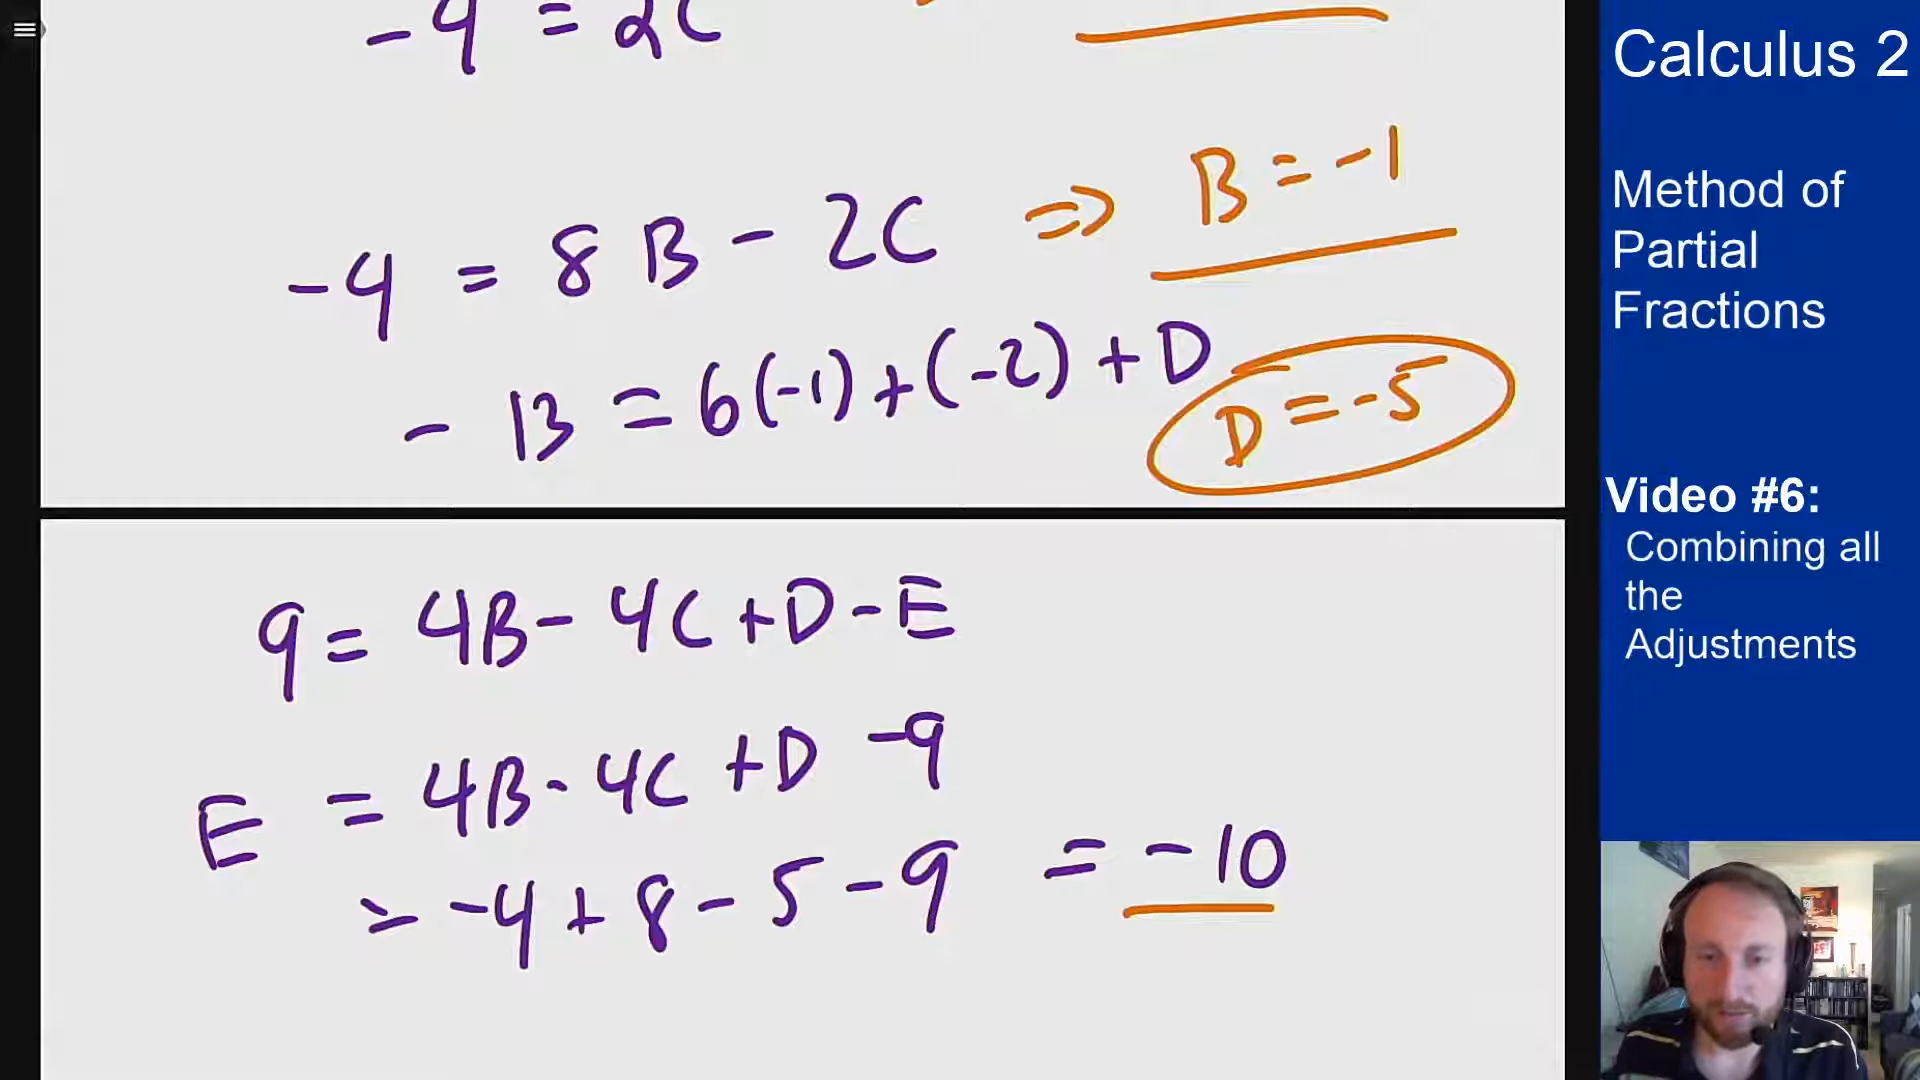 -4 = 2C
-4 = 8B - 2C ⇒ B = -1
- 13 = 6(-1) + (-2) + D
D = -5
9 = 4B - 4C + D - E
E = 4B - 4C + D - 9
= -4 + 8 - 5 - 9 = -10
Calculus 2
Method of
Partial
Fractions
Video #6:
Combining all
the
Adjustments